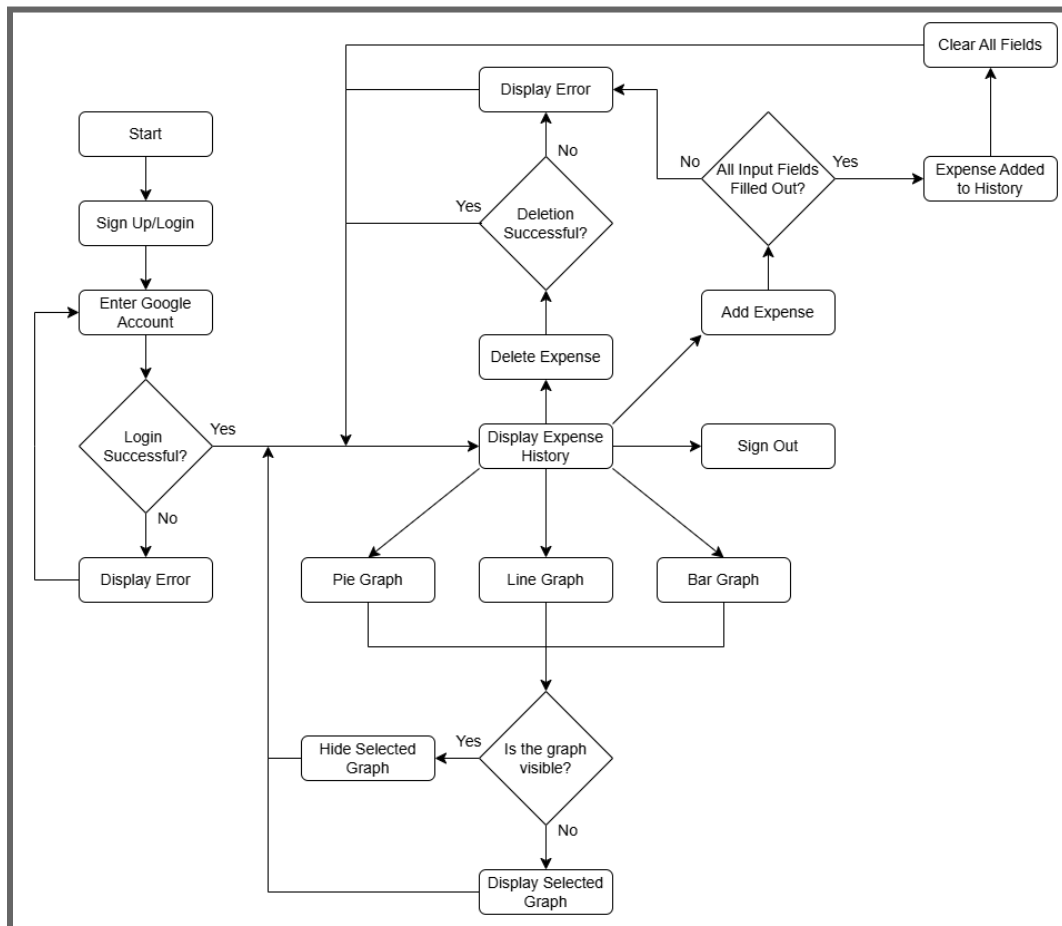 Clear All Fields
Display Error
Start
No
All Input Fields
Filled Out?
Yes
Expense Added
to History
No
Yes
Deletion
Successful?
Sign Up/Login
Enter Google
Account
Add Expense
Delete Expense
Login
Successful?
Yes
Display Expense
History
Sign Out
No
Display Error
Pie Graph
Line Graph
Bar Graph
Hide Selected
Graph
Yes
Is the graph
visible?
No
Display Selected
Graph